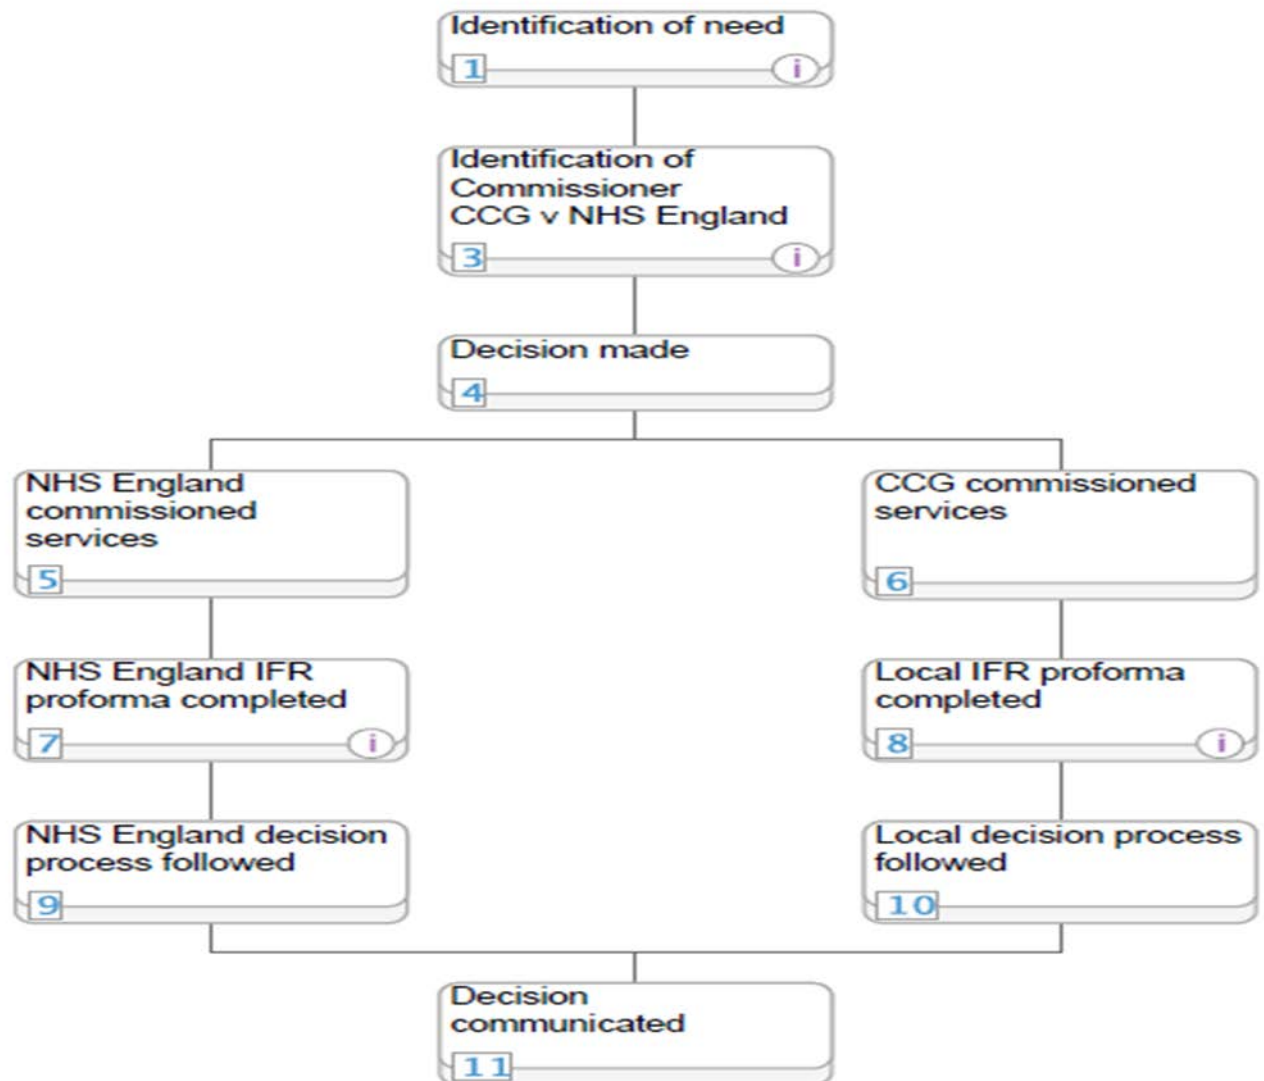 Identification of need
1
i
Identification of
Commissioner
CCG v NHS England
3
i
Decision made
4
NHS England
commissioned
services
5
CCG commissioned
services
6
NHS England IFR
proforma completed
7
i
Local IFR proforma
completed
8
i
NHS England decision
process followed
9
Local decision process
followed
10
Decision
communicated
11